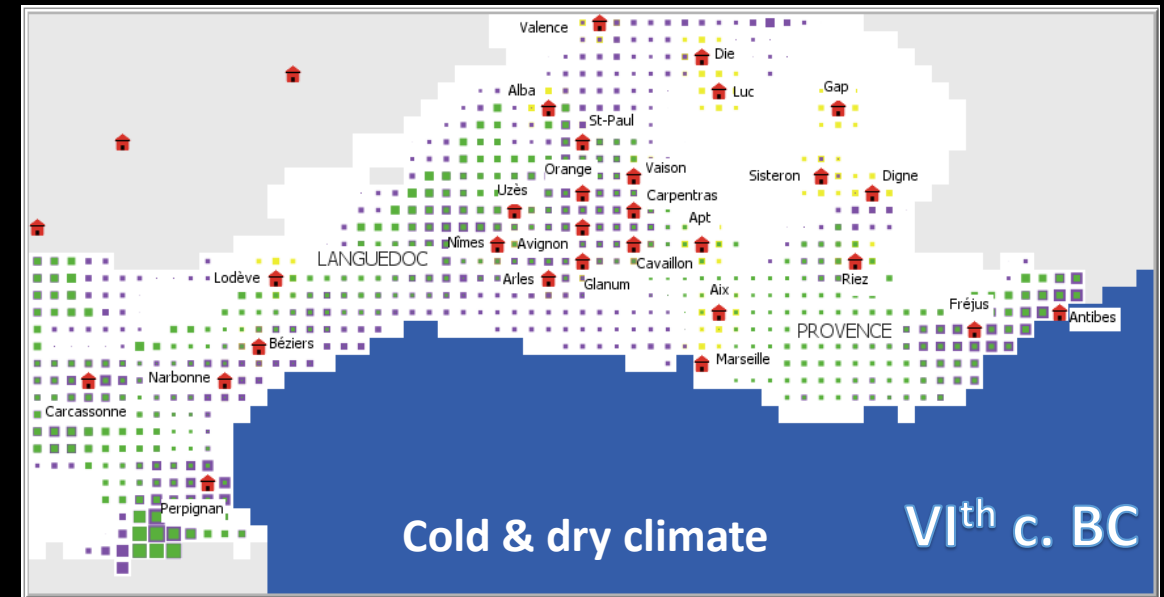 Valence
Die
Luc
Gap
Alba
St-Paul
Orange
Vaison
Sisteron
Digne
Uzès
Carpentras
Apt
Nîmes
Avignon
Cavaillon
LANGUEDOC
Lodève
Arles
Glanum
Riez
Aix
Fréjus
Antibes
PROVENCE
Béziers
Marseille
Narbonne
Carcassonne
Perpignan
Cold & dry climate
VIth c. BC